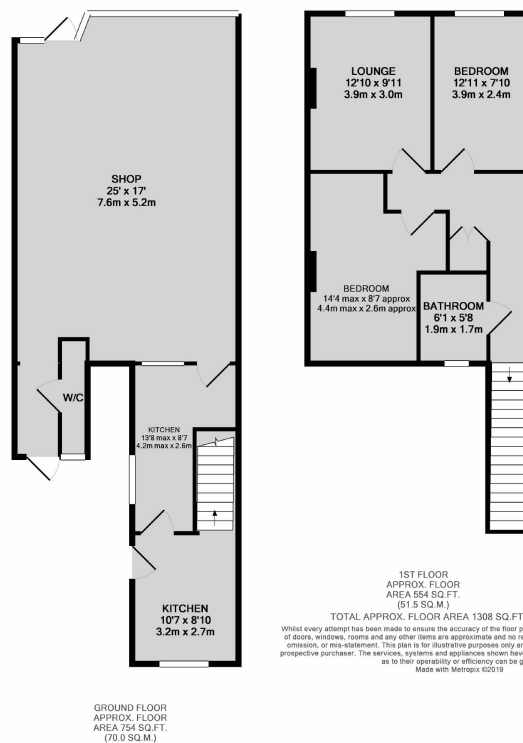 SHOP
25' x 17'
7.6m x 5.2m
W/C
KITCHEN
13'8 max x 8'7
4.2m max x 2.6m
KITCHEN
10'7 x 8'10
3.2m x 2.7m
GROUND FLOOR
APPROX. FLOOR
AREA 754 SQ.FT.
(70.0 SQ.M.)
LOUNGE
12'10 x 9'11
3.9m x 3.0m
BEDROOM
12'11 x 7'10
3.9m x 2.4m
BEDROOM
14'4 max x 8'7 approx
4.4m max x 2.6m approx
BATHROOM
6'1 x 5'8
1.9m x 1.7m
1ST FLOOR
APPROX. FLOOR
AREA 554 SQ.FT.
(51.5 SQ.M.)
TOTAL APPROX. FLOOR AREA 1308 SQ.FT
Whilst every attempt has been made to ensure the accuracy of the floor p
of doors, windows, rooms and any other items are approximate and no re
omission, or mis-statement. This plan is for illustrative purposes only an
prospective purchaser. The services, systems and appliances shown hav
as to their operability or efficiency can be g
Made with Metropix ©2019